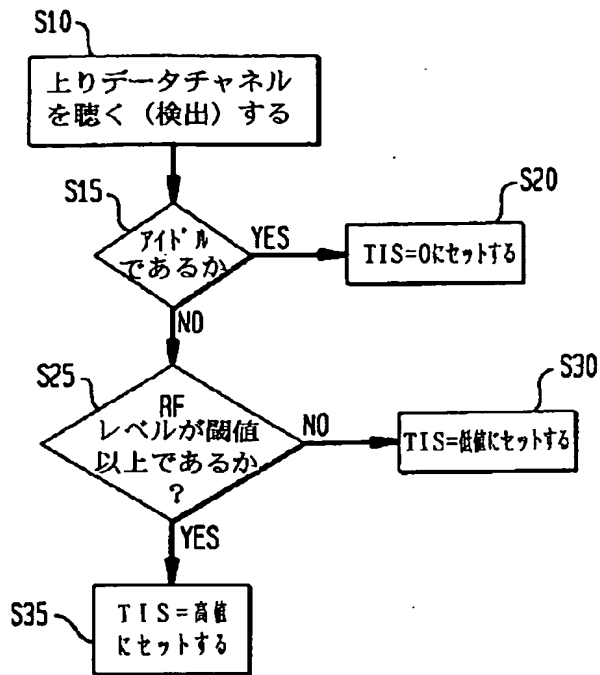 S10
上りデータチャネル
を聴く（検出）する
S15
ｱｲﾄﾞﾙ
であるか
YES
S20
TIS=0にセットする
NO
S25
RF
レベルが閾値
以上であるか
?
NO
S30
TIS=低値にセットする
YES
S35
TIS=高値
にセットする